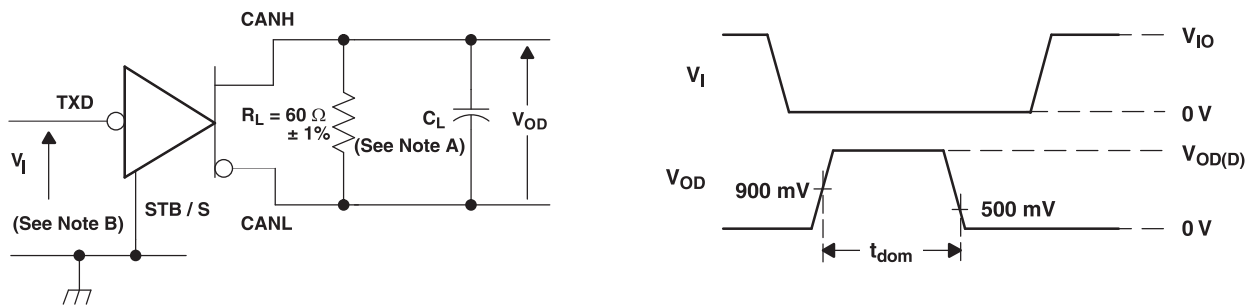 CANH
TXD
R_L = 60 Ω
± 1%
(See Note A)
C_L
V_OD
V_I
(See Note B)
STB / S
CANL
V_I
V_IO
0 V
V_OD
900 mV
V_OD(D)
500 mV
0 V
t_dom